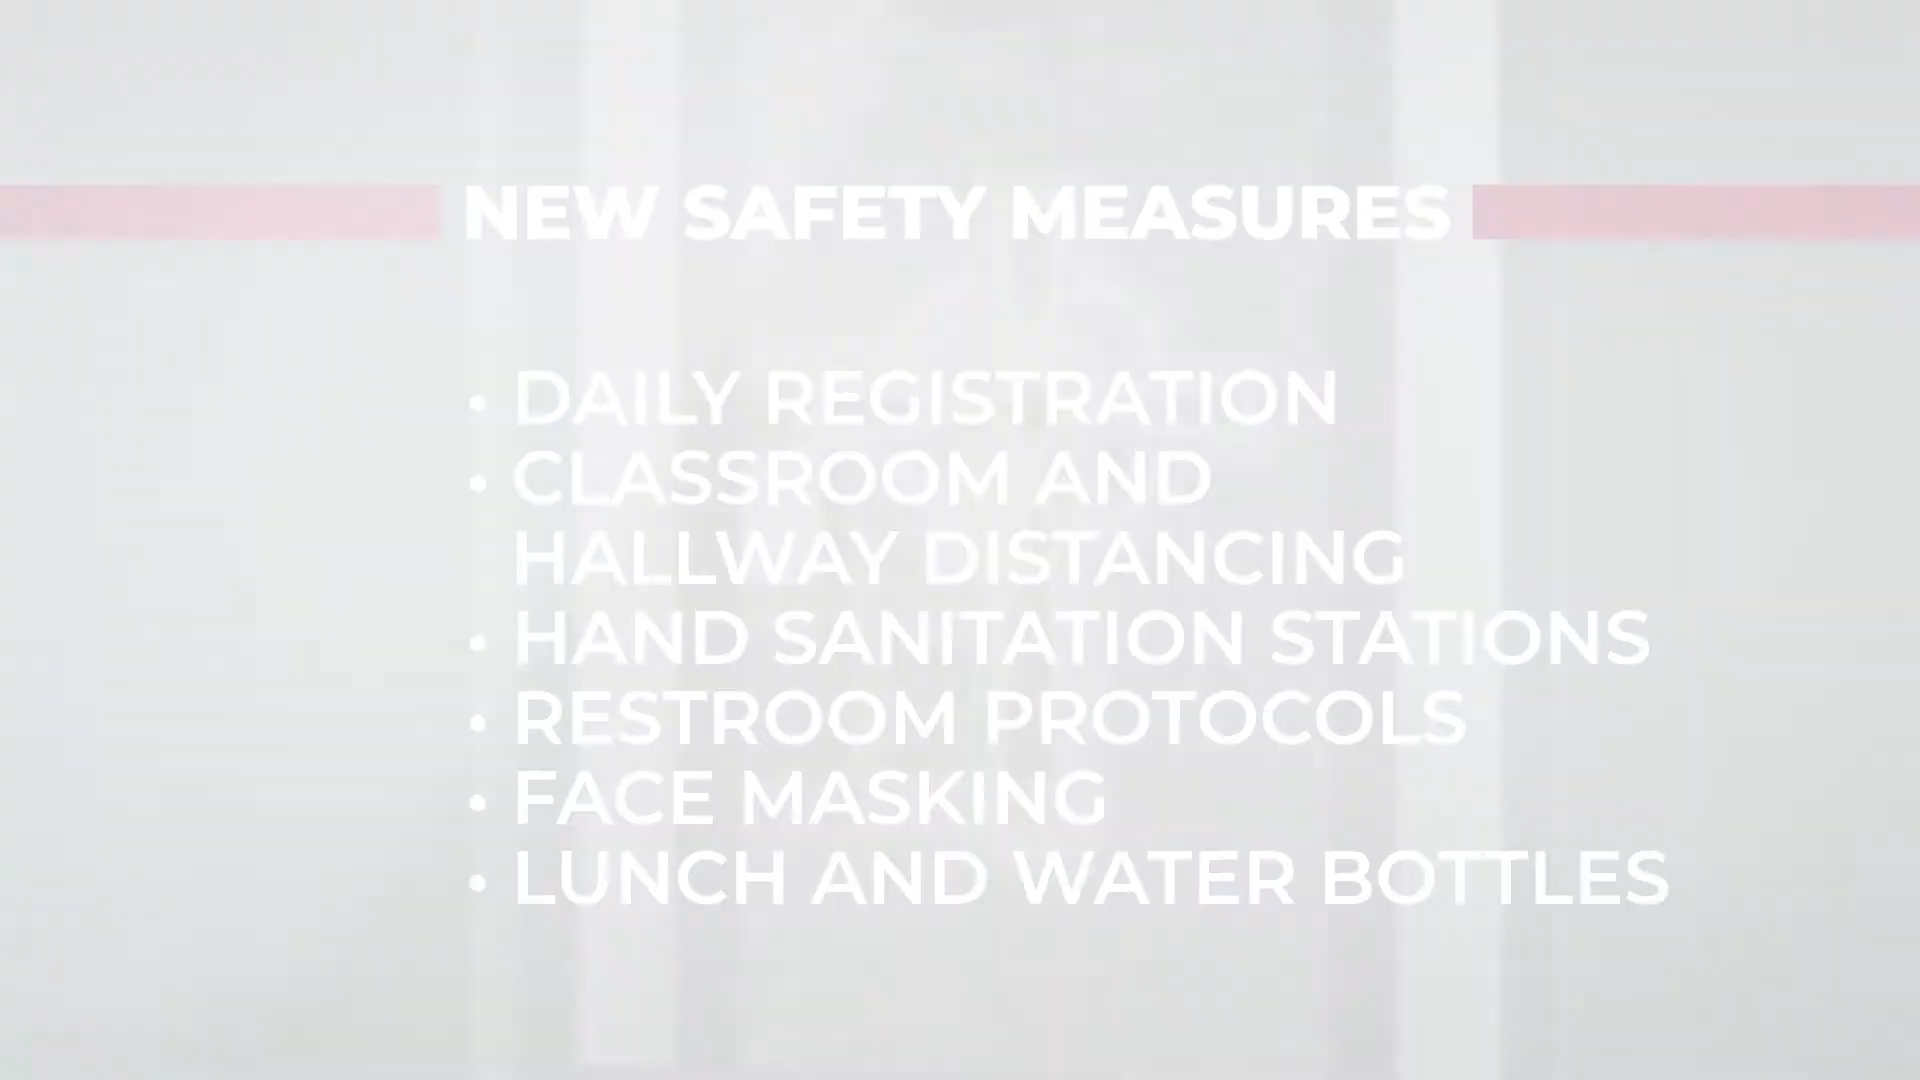 NEW SAFETY MEASURES
• DAILY REGISTRATION
• CLASSROOM AND
HALLWAY DISTANCING
• HAND SANITATION STATIONS
• RESTROOM PROTOCOLS
• FACE MASKING
• LUNCH AND WATER BOTTLES